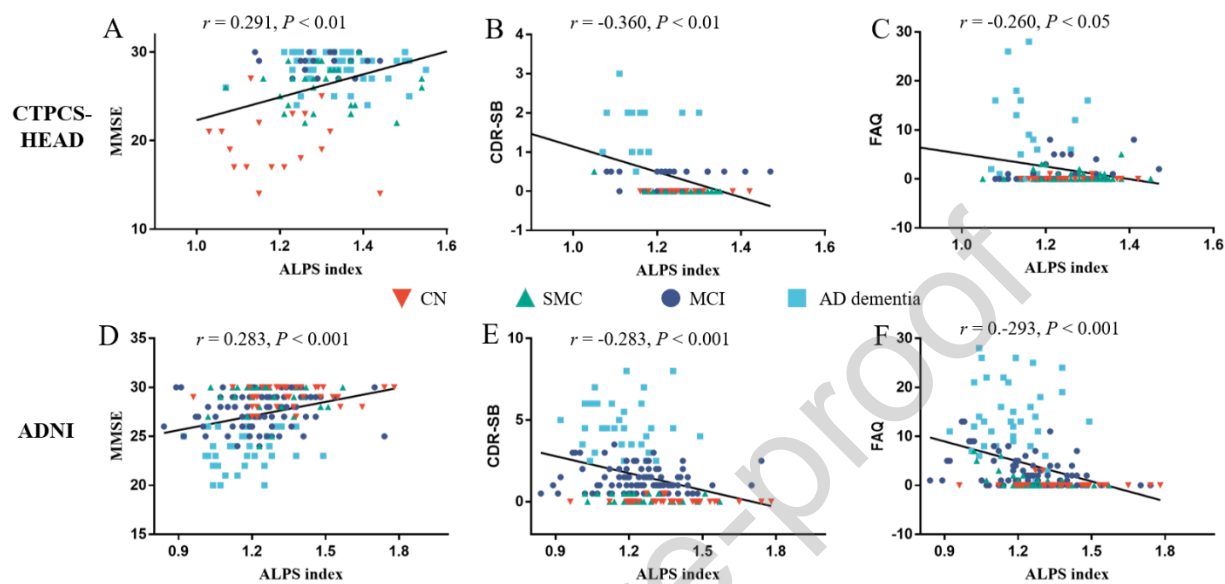 A r = 0.291, P < 0.01
B r = -0.360, P < 0.01
C r = -0.260, P < 0.05
CTPCS-
HEAD
MMSE
30
20
10
1.0 1.2 1.4 1.6
ALPS index
CDR-SB
4
3
2
1
0
-1
1.0 1.2 1.4 1.6
ALPS index
FAQ
30
20
10
0
-10
1.0 1.2 1.4 1.6
ALPS index
CN SMC MCI AD dementia
D r = 0.283, P < 0.001
E r = -0.283, P < 0.001
F r = 0.-293, P < 0.001
ADNI
MMSE
35
30
25
20
15
0.9 1.2 1.5 1.8
ALPS index
CDR-SB
10
5
0
-5
0.9 1.2 1.5 1.8
ALPS index
FAQ
30
20
10
0
-10
0.9 1.2 1.5 1.8
ALPS index
e-proof